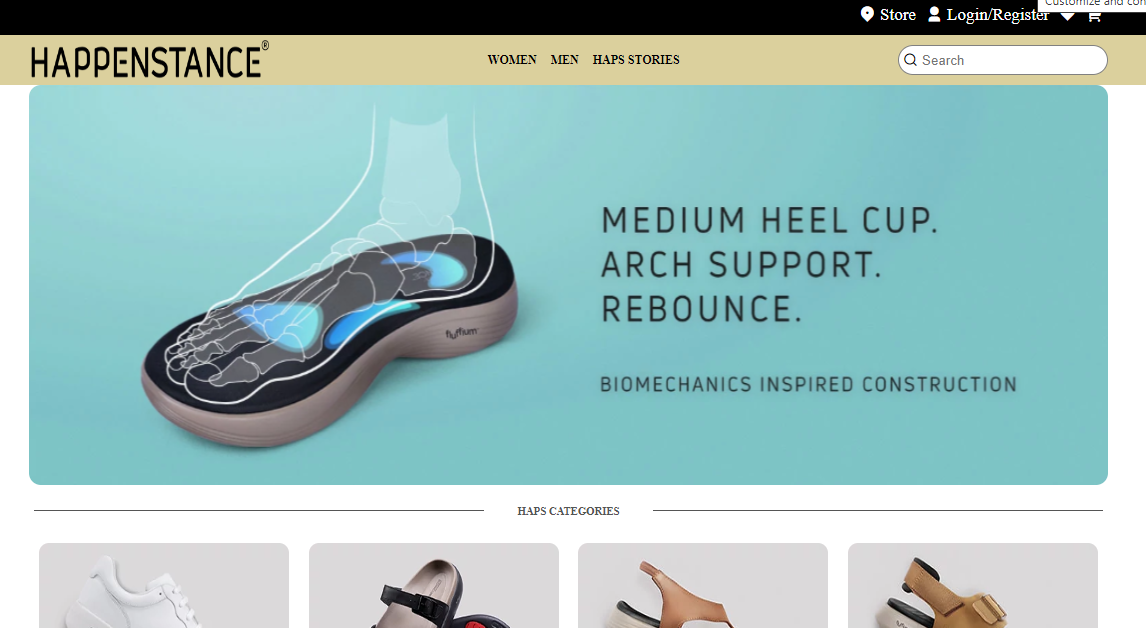 Customize and con
Store
Login/Register
HAPPENSTANCE®
WOMEN
MEN
HAPS STORIES
Search
MEDIUM HEEL CUP.
ARCH SUPPORT.
REBOUNCE.
fluffium
BIOMECHANICS INSPIRED CONSTRUCTION
HAPS CATEGORIES